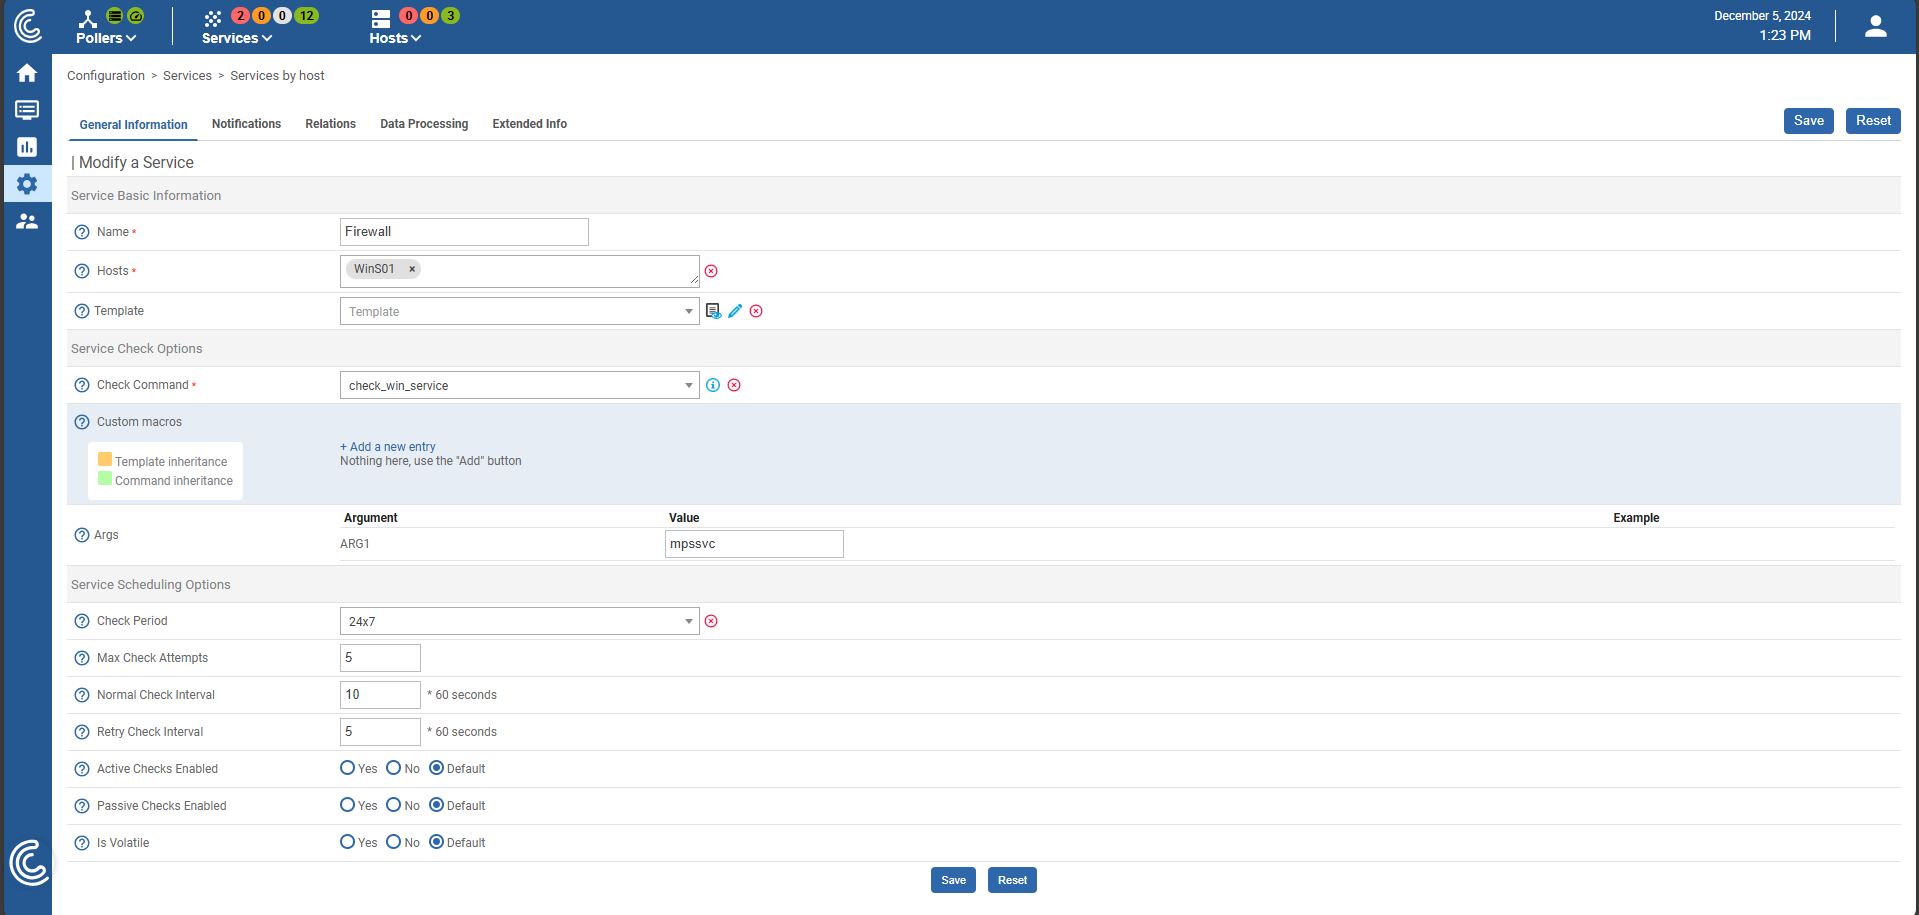 Pollers
Services 2 0 0 12
Hosts 0 0 3
December 5, 2024
1:23 PM
Configuration > Services > Services by host
General Information Notifications Relations Data Processing Extended Info
Save Reset
| Modify a Service
Service Basic Information
? Name * Firewall
? Hosts * WinS01 ×
? Template Template
Service Check Options
? Check Command * check_win_service
? Custom macros
+ Add a new entry
Nothing here, use the "Add" button
Template inheritance
Command inheritance
Argument Value Example
? Args
ARG1 mpssvc
Service Scheduling Options
? Check Period 24x7
? Max Check Attempts 5
? Normal Check Interval 10 * 60 seconds
? Retry Check Interval 5 * 60 seconds
? Active Checks Enabled Yes No Default
? Passive Checks Enabled Yes No Default
? Is Volatile Yes No Default
Save Reset